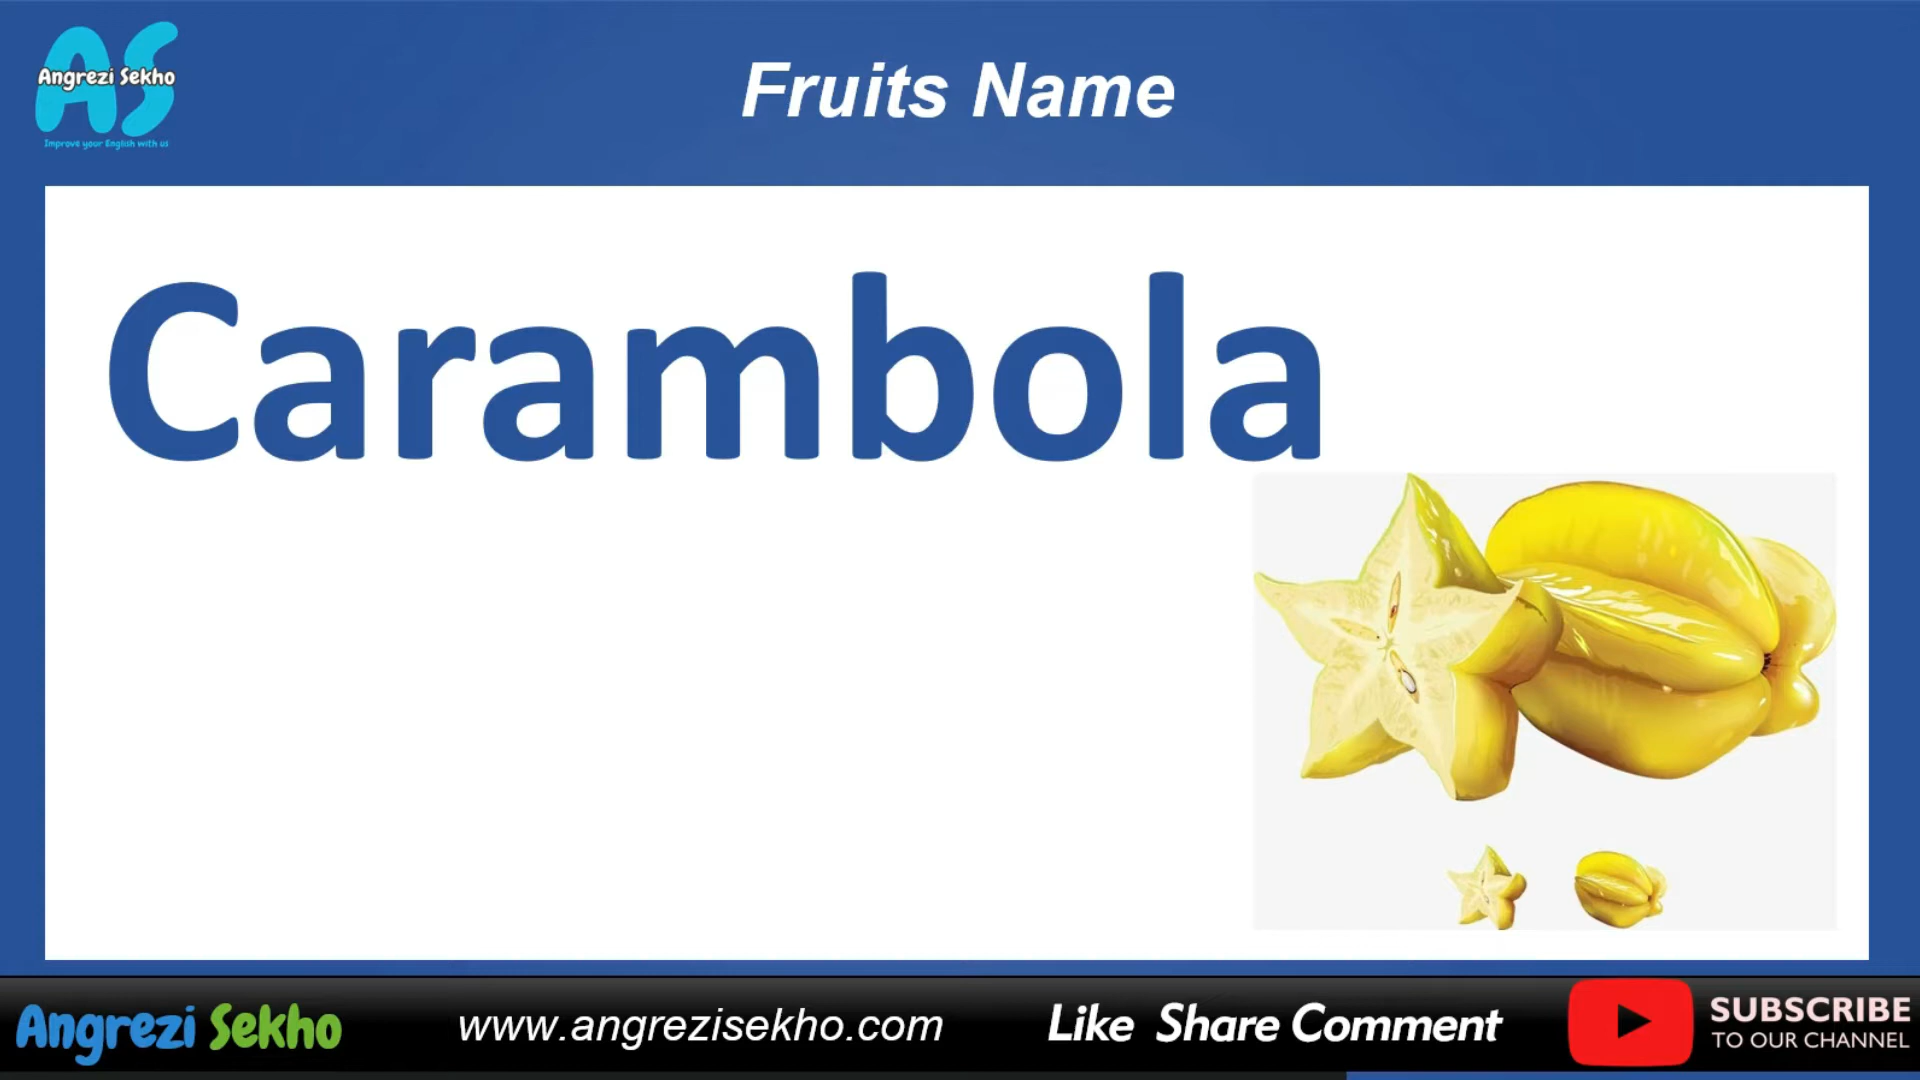 AS
Angrezi Sekho
Improve your English with us
Fruits Name
Carambola
Angrezi Sekho
www.angrezisekho.com
Like Share Comment
SUBSCRIBE
TO OUR CHANNEL